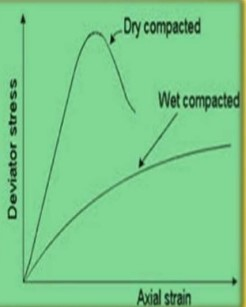 Dry compacted
Wet compacted
Deviator stress
Axial strain